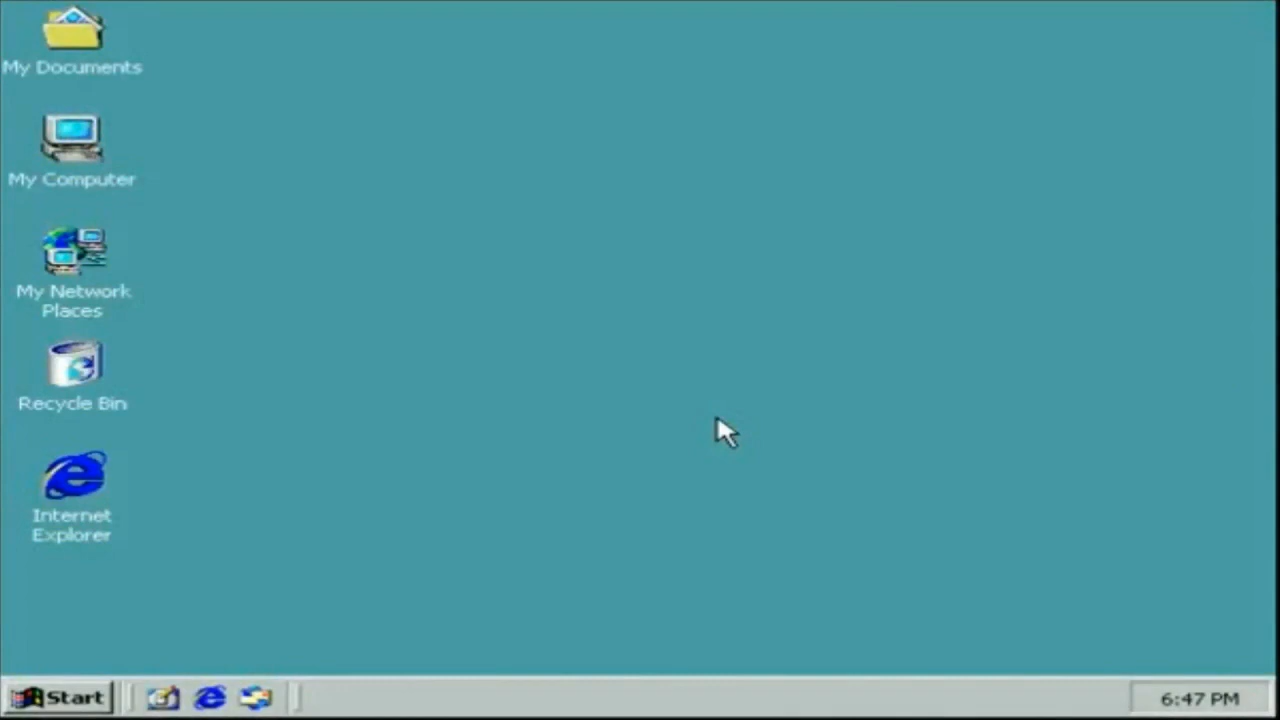 My Documents
My Computer
My Network
Places
Recycle Bin
Internet
Explorer
Start
6:47 PM